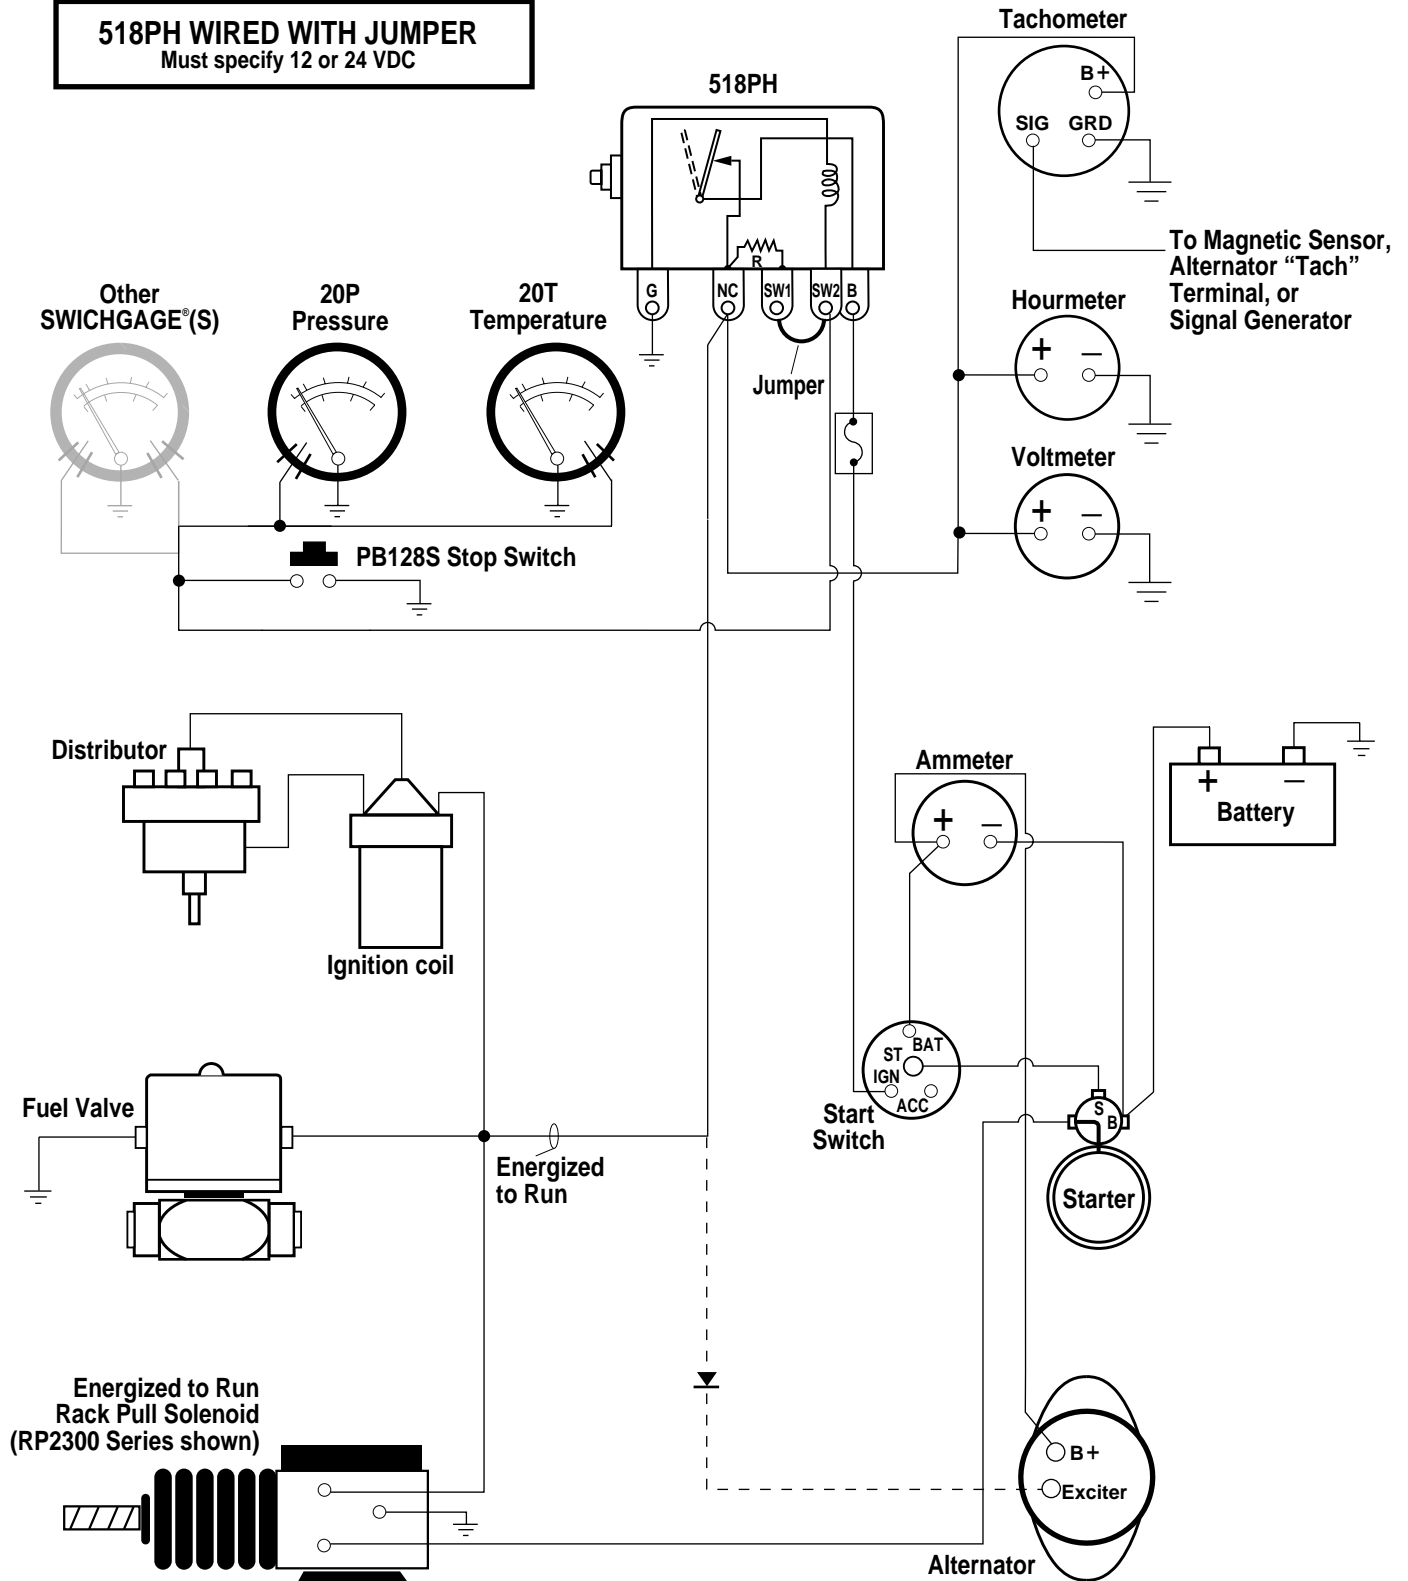 518PH WIRED WITH JUMPER
Must specify 12 or 24 VDC
Tachometer
B+
SIG GRD
518PH
R
G NC SW1 SW2 B
Jumper
To Magnetic Sensor,
Alternator “Tach”
Terminal, or
Signal Generator
Other
SWICHGAGE®(S)
20P
Pressure
20T
Temperature
Hourmeter
+ –
Voltmeter
+ –
PB128S Stop Switch
Distributor
Ignition coil
Ammeter
+ –
+ –
Battery
BAT
ST
IGN
ACC
Start
Switch
S
B
Starter
Fuel Valve
Energized
to Run
Energized to Run
Rack Pull Solenoid
(RP2300 Series shown)
B+
Exciter
Alternator